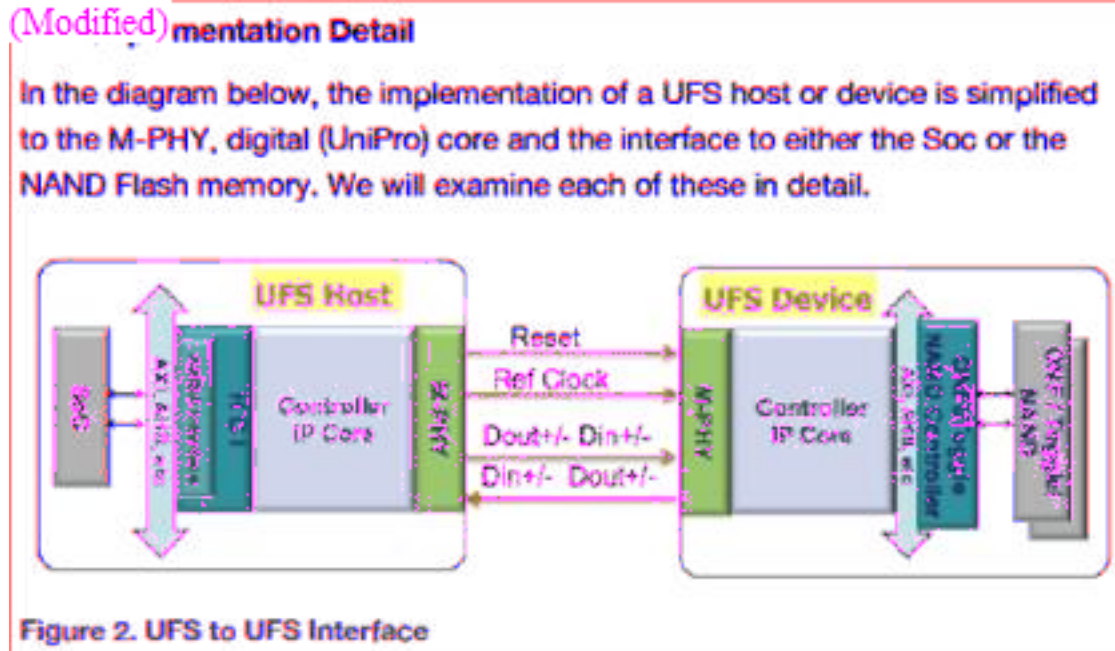 (Modified)
mentation Detail
In the diagram below, the implementation of a UFS host or device is simplified
to the M-PHY, digital (UniPro) core and the interface to either the Soc or the
NAND Flash memory. We will examine each of these in detail.
UFS Host
UFS Device
Reset
Ref Clock
Dout+/- Din+/-
Din+/- Dout+/-
SoC
Controller
IP Core
M-PHY
M-PHY
Controller
IP Core
NAND Controller
NAND
Figure 2. UFS to UFS Interface